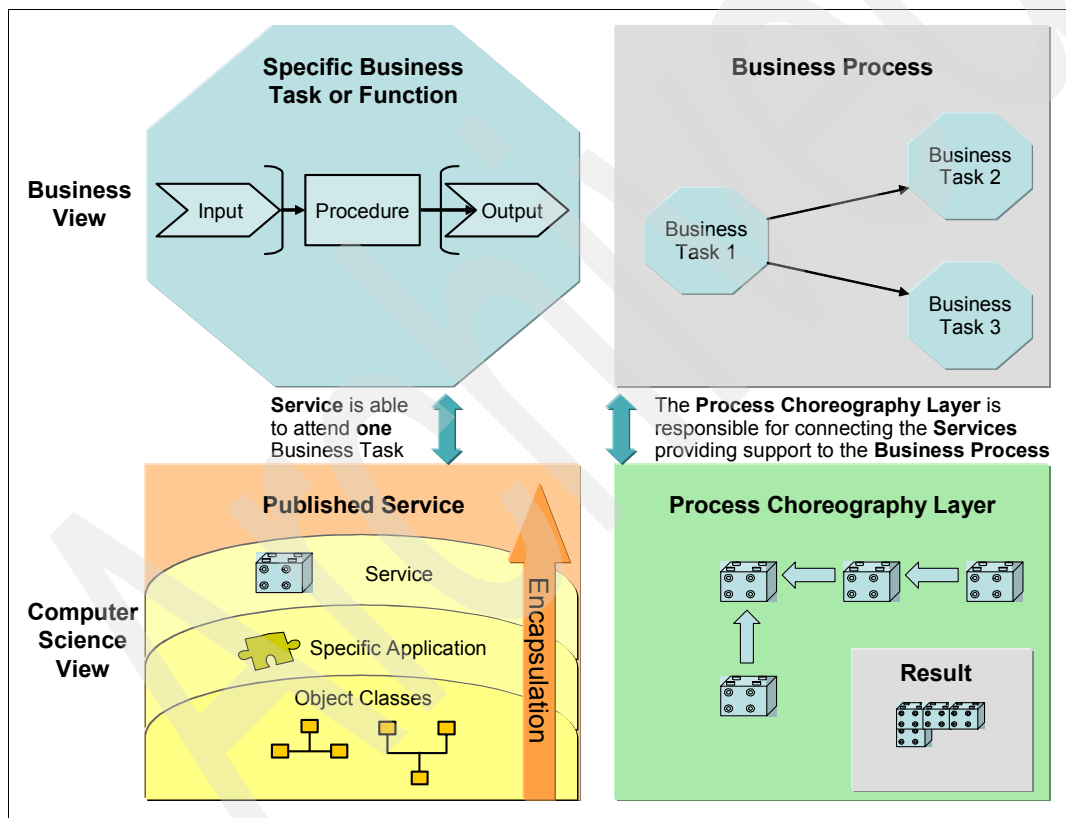 Specific Business
Task or Function
Business
View
Input
Procedure
Output
Business Process
Business
Task 1
Business
Task 2
Business
Task 3
Service is able
to attend one
Business Task
The Process Choreography Layer is
responsible for connecting the Services
providing support to the Business Process
Computer
Science
View
Published Service
Service
Specific Application
Object Classes
Encapsulation
Process Choreography Layer
Result